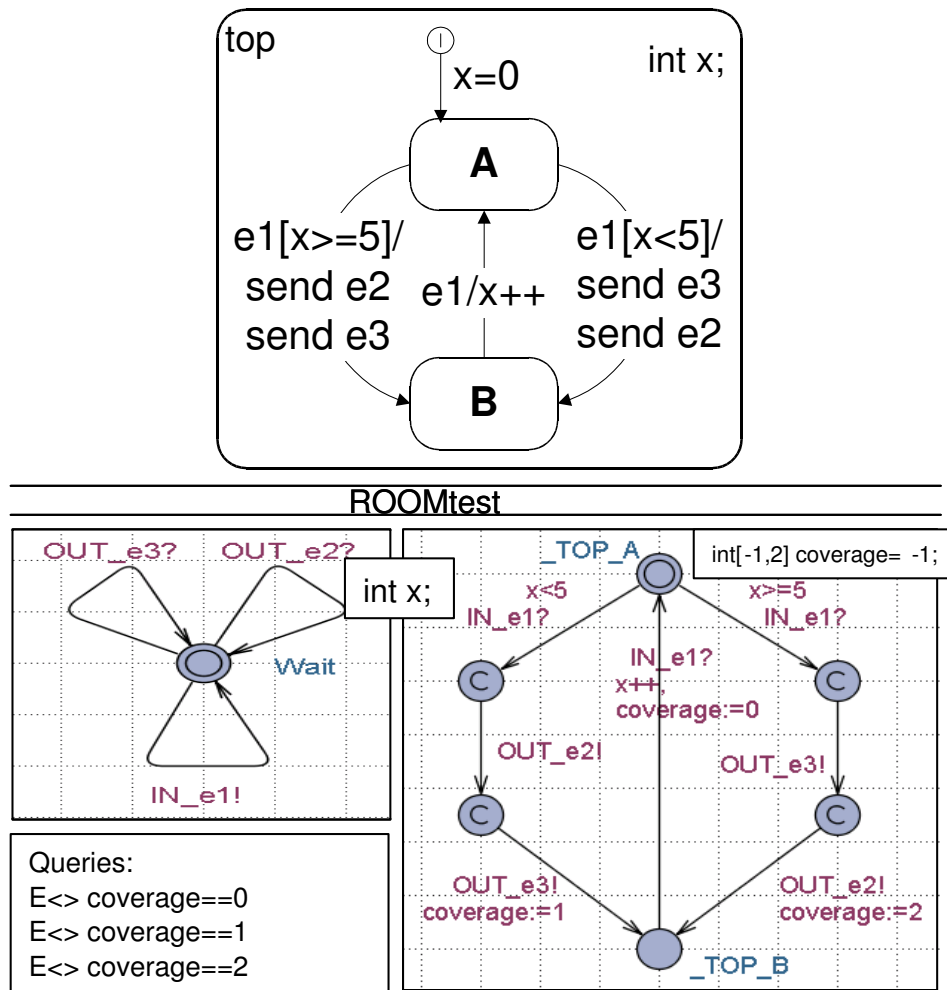 top
I
int x;
x=0
A
e1[x>=5]/
send e2
send e3
e1/x++
e1[x<5]/
send e3
send e2
B
ROOMtest
OUT_e3?
OUT_e2?
int x;
Wait
IN_e1!
Queries:
E<> coverage==0
E<> coverage==1
E<> coverage==2
_TOP_A
int[-1,2] coverage= -1;
x<5
IN_e1?
x>=5
IN_e1?
C
C
IN_e1?
x++,
coverage:=0
OUT_e2!
OUT_e3!
C
C
OUT_e3!
coverage:=1
OUT_e2!
coverage:=2
_TOP_B